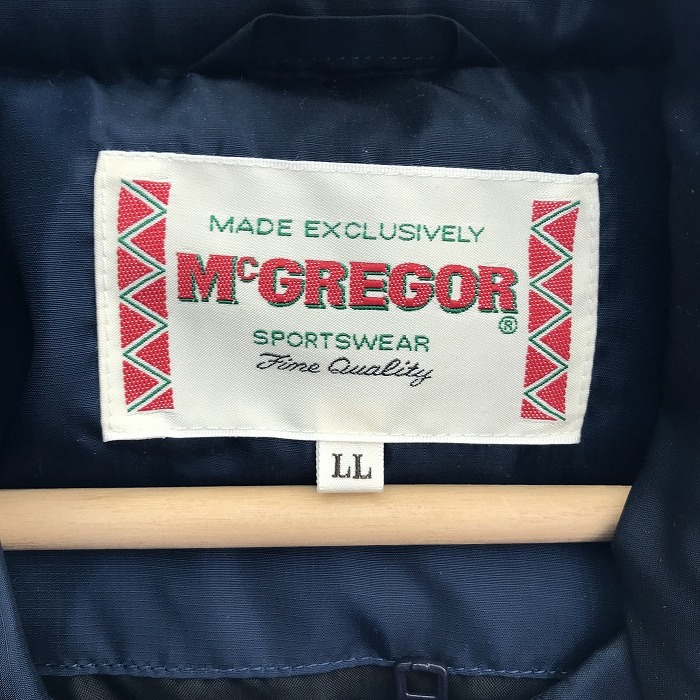 MADE EXCLUSIVELY
McGREGOR®
SPORTSWEAR
Fine Quality
LL